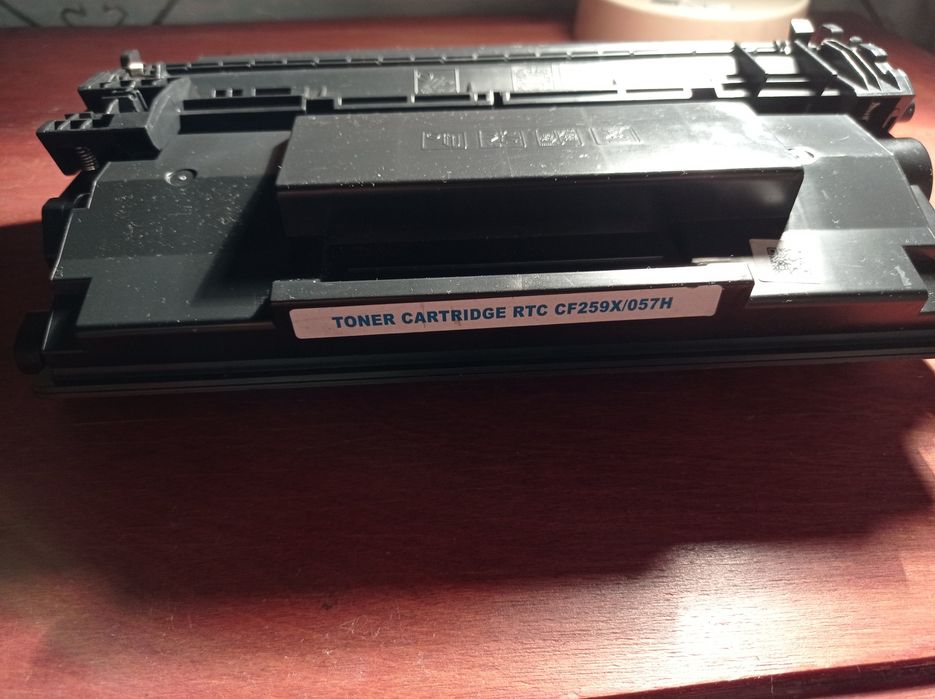 TONER CARTRIDGE RTC CF259X/057H